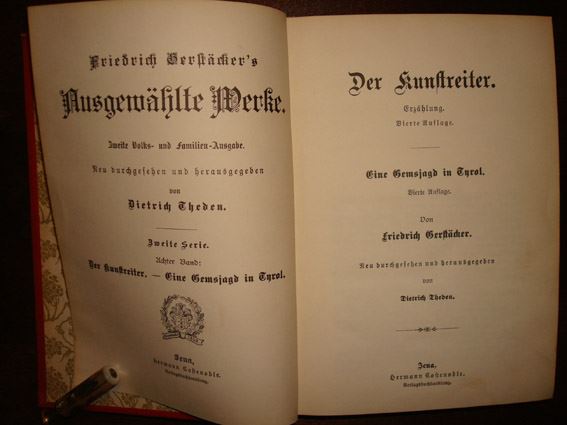 Friedrich Gerstäcker's
Ausgewählte Werke.
Zweite Volks- und Familien-Ausgabe.
Neu durchgesehen und herausgegeben
von
Dietrich Theden.
Zweite Serie.
Achter Band:
Der Kunstreiter. — Eine Gemsjagd in Tyrol.
Jena,
Hermann Costenoble.
Verlagsbuchhandlung.
Der Kunstreiter.
Erzählung.
Vierte Auflage.
Eine Gemsjagd in Tyrol.
Vierte Auflage.
Von
Friedrich Gerstäcker.
Neu durchgesehen und herausgegeben
von
Dietrich Theden.
Jena,
Hermann Costenoble.
Verlagsbuchhandlung.